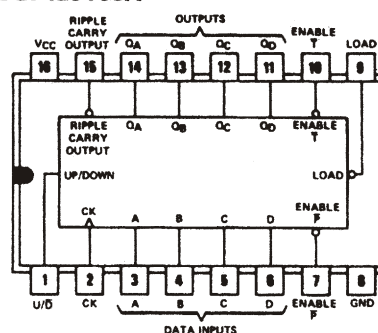 OUTPUTS
RIPPLE CARRY OUTPUT
ENABLE T̅
LOAD
VCC
QA QB QC QD
16 15 14 13 12 11 10 9
RIPPLE CARRY OUTPUT
QA QB QC QD
ENABLE T̅
UP/DOWN
LOAD
CK
A B C D
ENABLE P̅
1 2 3 4 5 6 7 8
U/D̅
CK
A B C D
ENABLE P̅
GND
DATA INPUTS